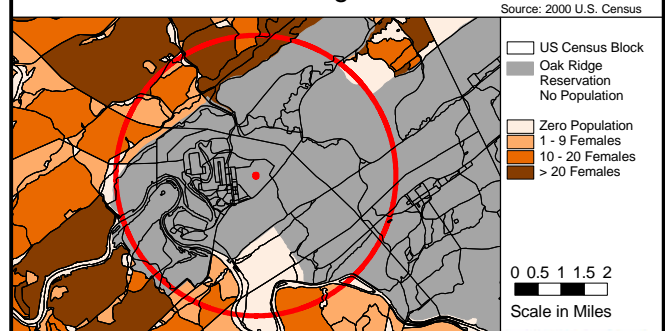 Source: 2000 U.S. Census
US Census Block
Oak Ridge
Reservation
No Population
Zero Population
1 - 9 Females
10 - 20 Females
> 20 Females
0 0.5 1 1.5 2
Scale in Miles